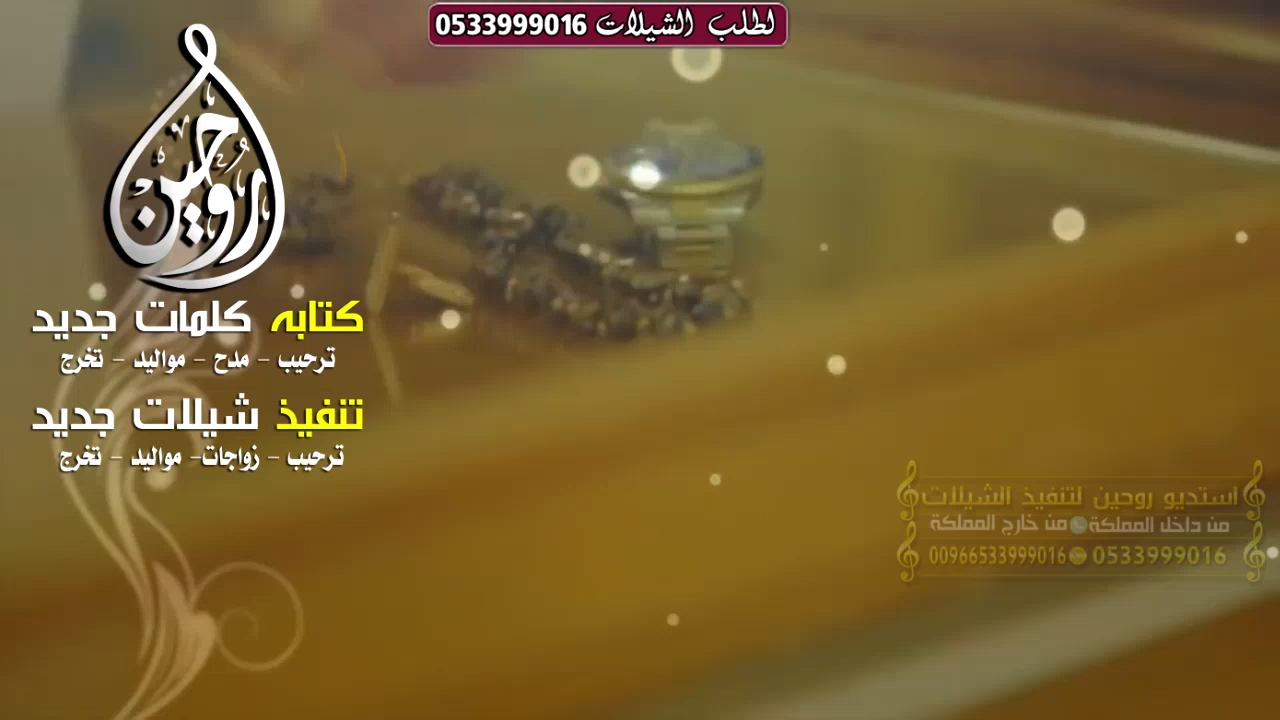 لطلب الشيلات 0533999016
روحين
كتابه كلمات جديد
ترحيب - مدح - مواليد - تخرج
تنفيذ شيلات جديد
ترحيب - زواجات- مواليد - تخرج
استديو روحين لتنفيذ الشيلات
من داخل المملكة من خارج المملكة
0533999016 00966533999016